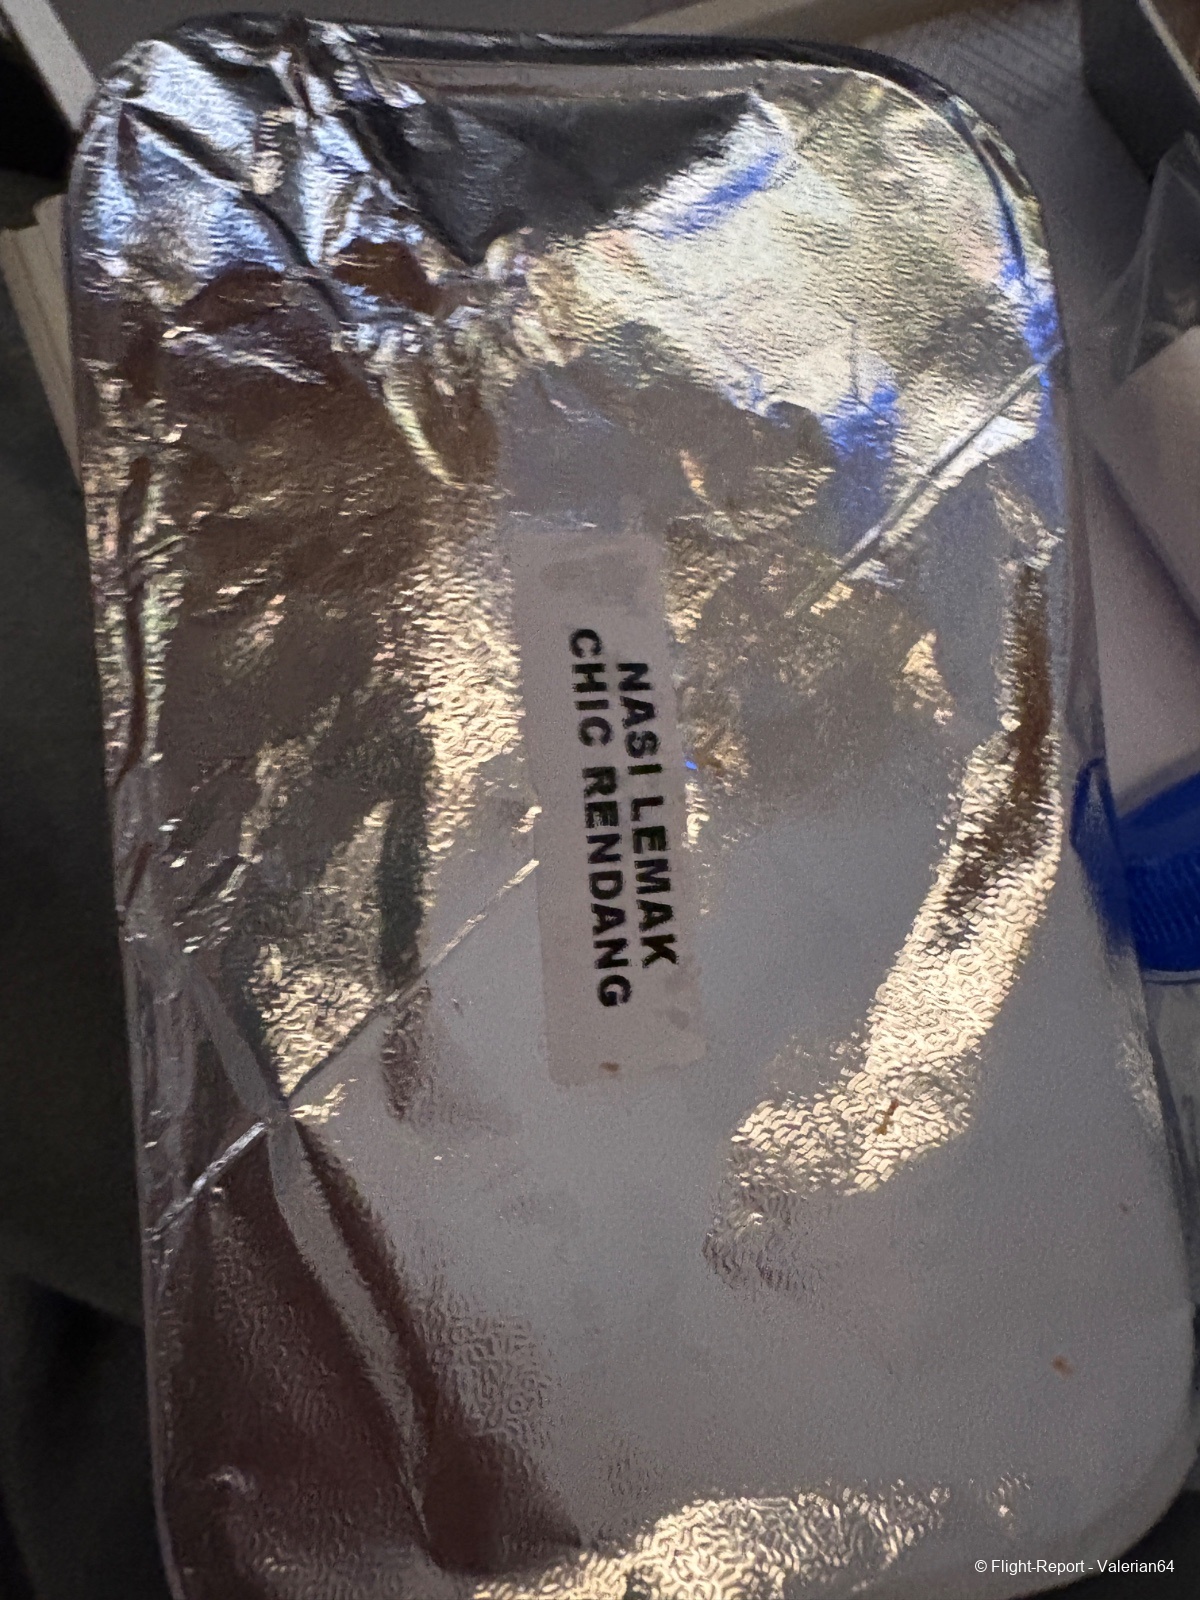 NASI LEMAK
CHIC RENDANG
© Flight-Report - Valerian64